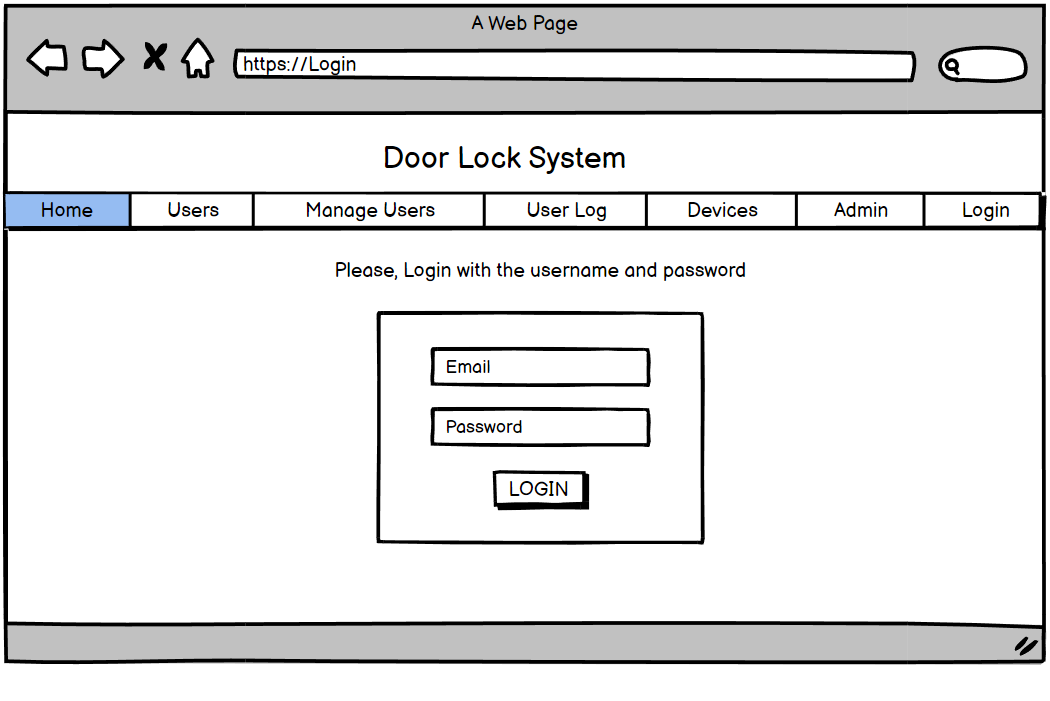 A Web Page
https://Login
Door Lock System
Home Users Manage Users User Log Devices Admin Login
Please, Login with the username and password
Email
Password
LOGIN